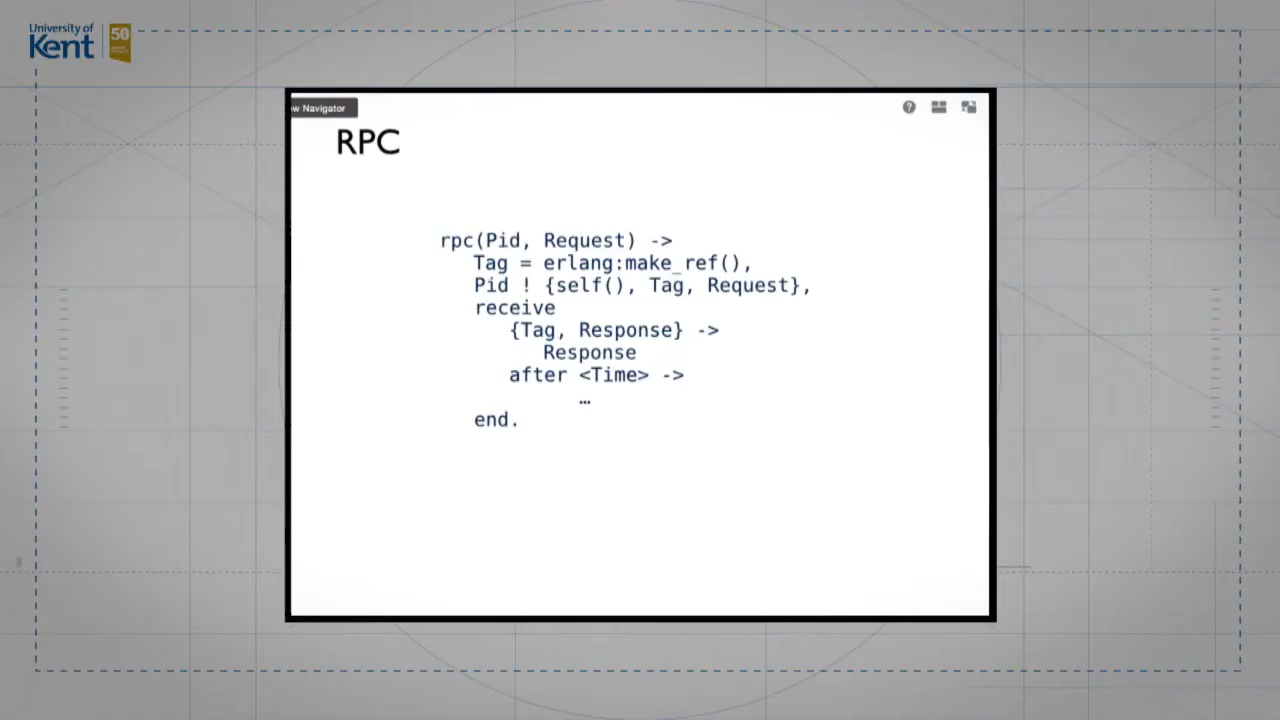 University of
Kent
50
ew Navigator
RPC
rpc(Pid, Request) ->
Tag = erlang:make_ref(),
Pid ! {self(), Tag, Request},
receive
{Tag, Response} ->
Response
after <Time> ->
…
end.